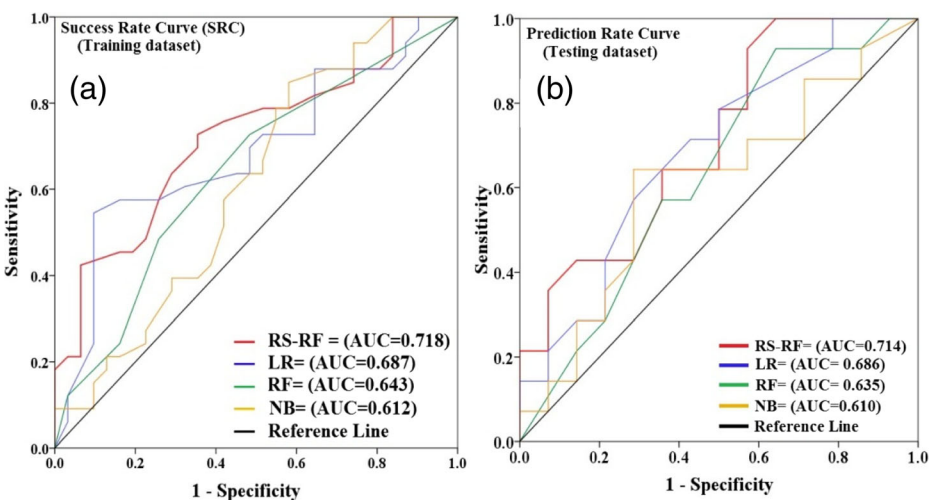 Success Rate Curve (SRC)
(Training dataset)
(a)
Sensitivity
1.0
0.8
0.6
0.4
0.2
0.0
RS-RF = (AUC=0.718)
LR= (AUC=0.687)
RF= (AUC=0.643)
NB= (AUC=0.612)
Reference Line
0.0 0.2 0.4 0.6 0.8 1.0
1 - Specificity
Prediction Rate Curve
(Testing dataset)
(b)
Sensitivity
1.0
0.8
0.6
0.4
0.2
0.0
RS-RF= (AUC=0.714)
LR= (AUC= 0.686)
RF= (AUC= 0.635)
NB= (AUC=0.610)
Reference Line
0.0 0.2 0.4 0.6 0.8 1.0
1 - Specificity